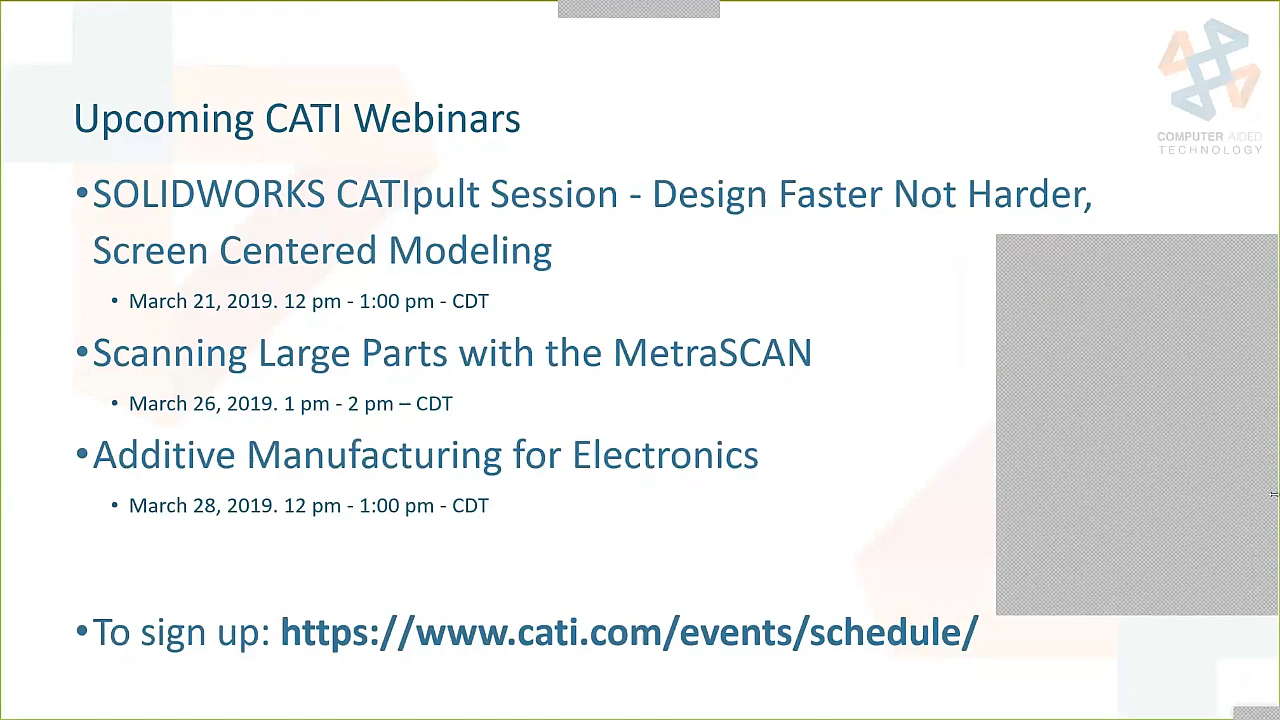 COMPUTER AIDED
TECHNOLOGY
Upcoming CATI Webinars
•SOLIDWORKS CATIpult Session - Design Faster Not Harder,
Screen Centered Modeling
• March 21, 2019. 12 pm - 1:00 pm - CDT
•Scanning Large Parts with the MetraSCAN
• March 26, 2019. 1 pm - 2 pm – CDT
•Additive Manufacturing for Electronics
• March 28, 2019. 12 pm - 1:00 pm - CDT
•To sign up: https://www.cati.com/events/schedule/